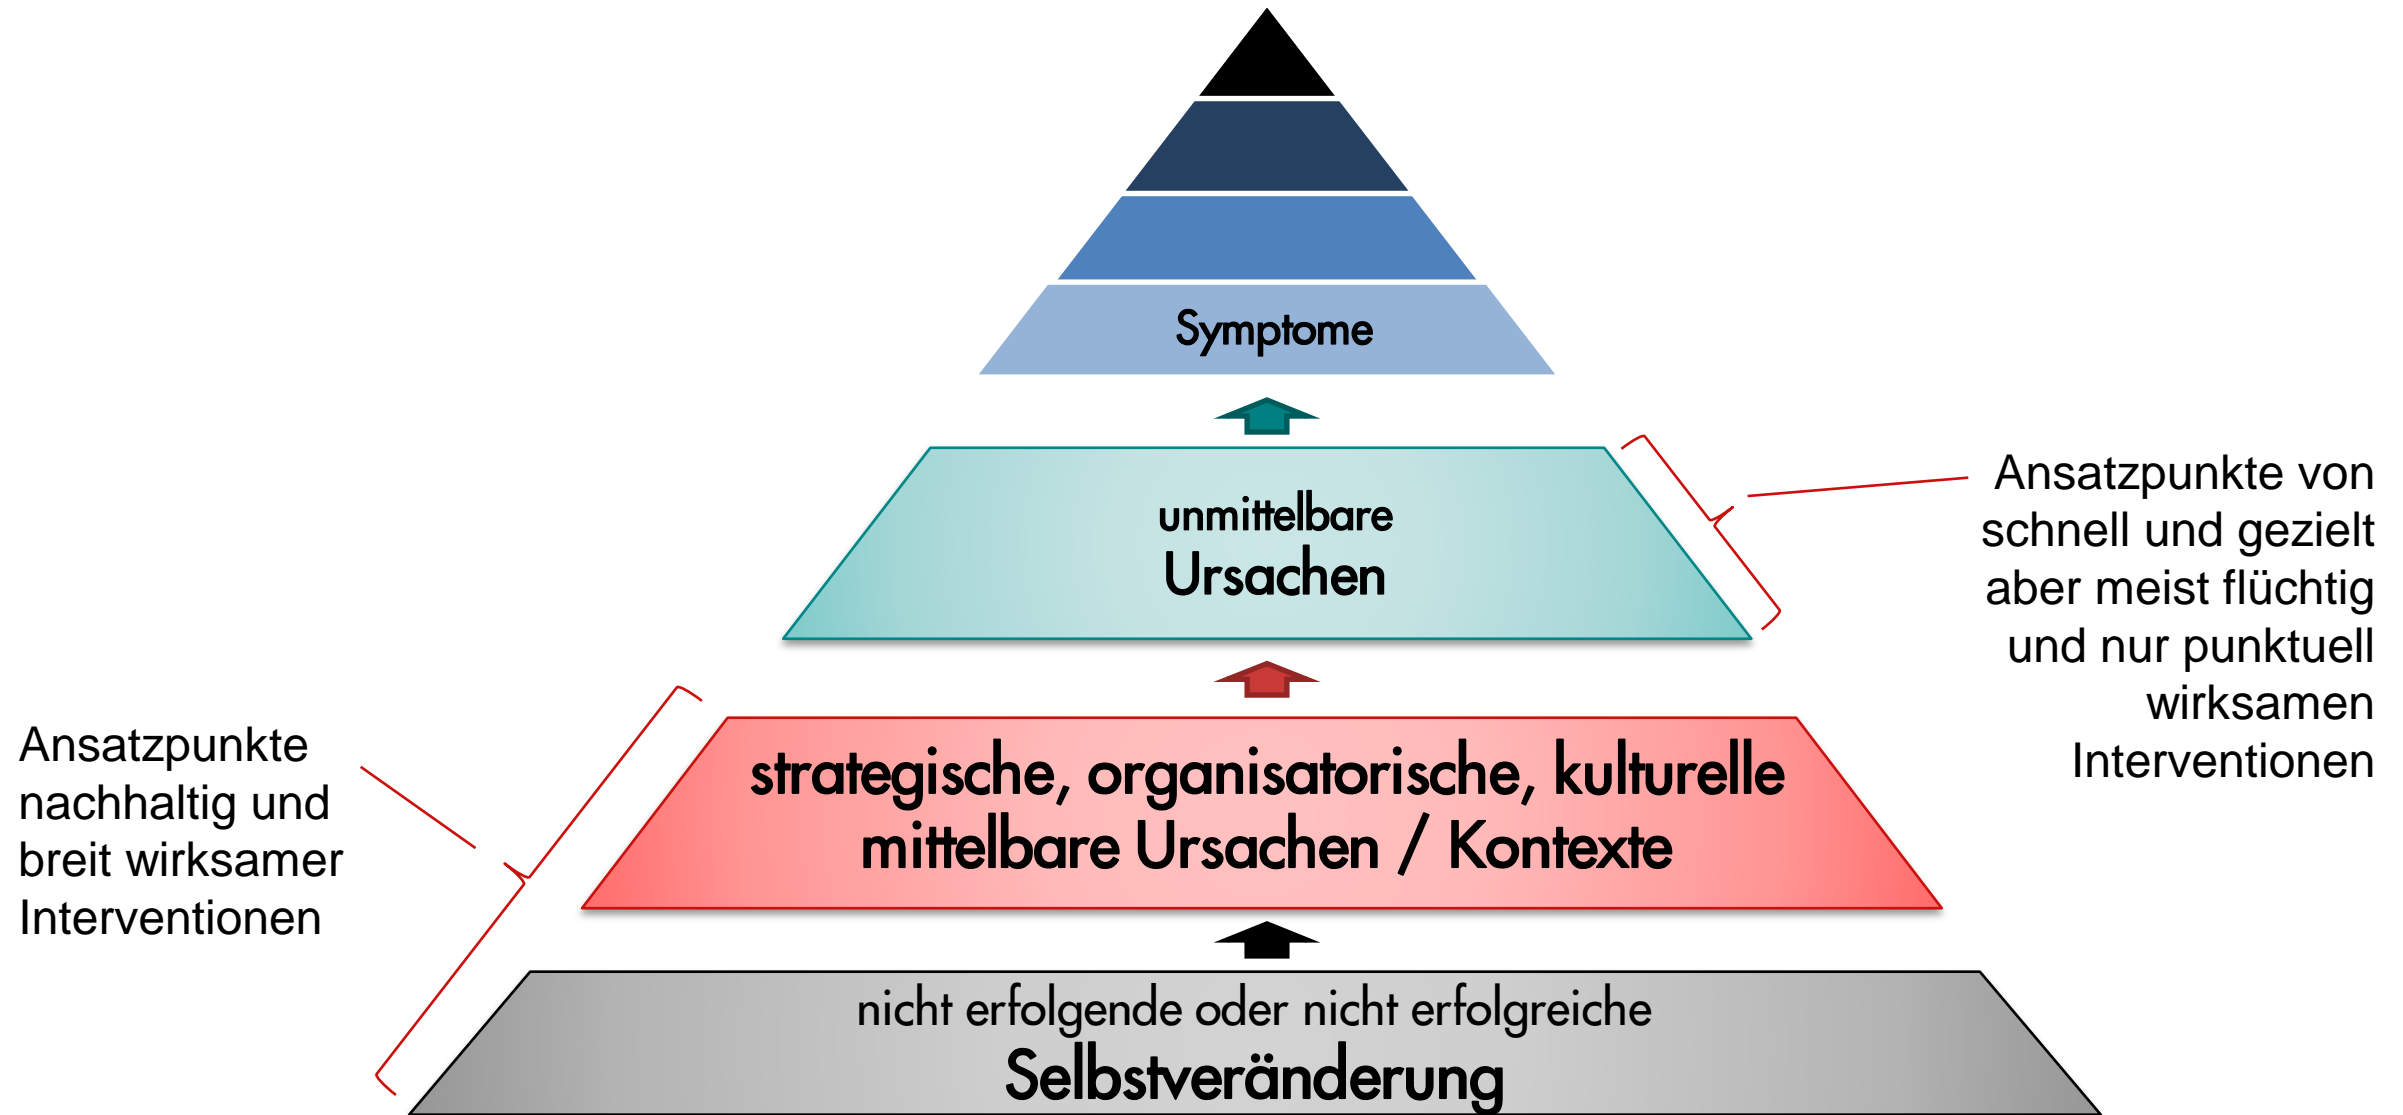 Symptome
unmittelbare
Ursachen
Ansatzpunkte von
schnell und gezielt
aber meist flüchtig
und nur punktuell
wirksamen
Interventionen
Ansatzpunkte
nachhaltig und
breit wirksamer
Interventionen
strategische, organisatorische, kulturelle
mittelbare Ursachen / Kontexte
nicht erfolgende oder nicht erfolgreiche
Selbstveränderung